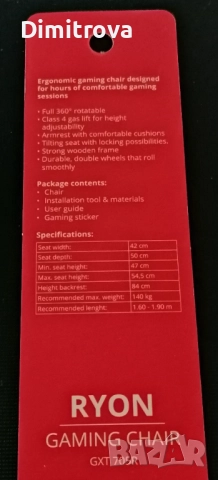 Dimitrova
Ergonomic gaming chair designed
for hours of comfortable gaming
sessions
• Full 360° rotatable
• Class 4 gas lift for height
adjustability
• Armrest with comfortable cushions
• Tilting seat with locking possibilities,
• Strong wooden frame
• Durable, double wheels that roll
smoothly
Package contents:
• Chair
• Installation tool & materials
• User guide
• Gaming sticker
Specifications:
Seat width: 42 cm
Seat depth: 50 cm
Min. seat height: 47 cm
Max. seat height: 54,5 cm
Height backrest: 84 cm
Recommended max. weight: 140 kg
Recommended lenght: 1.60 - 1.90 m
RYON
GAMING CHAIR
GXT 705R
bazar